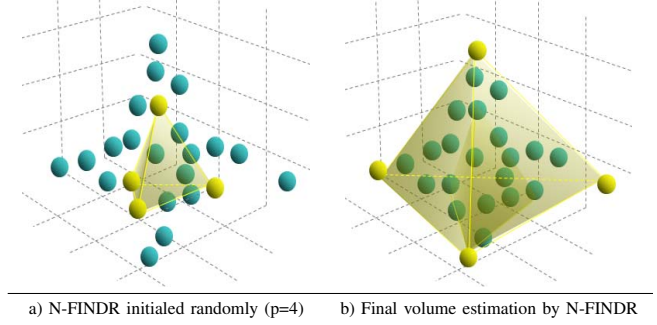 a) N-FINDR initialed randomly (p=4)
b) Final volume estimation by N-FINDR